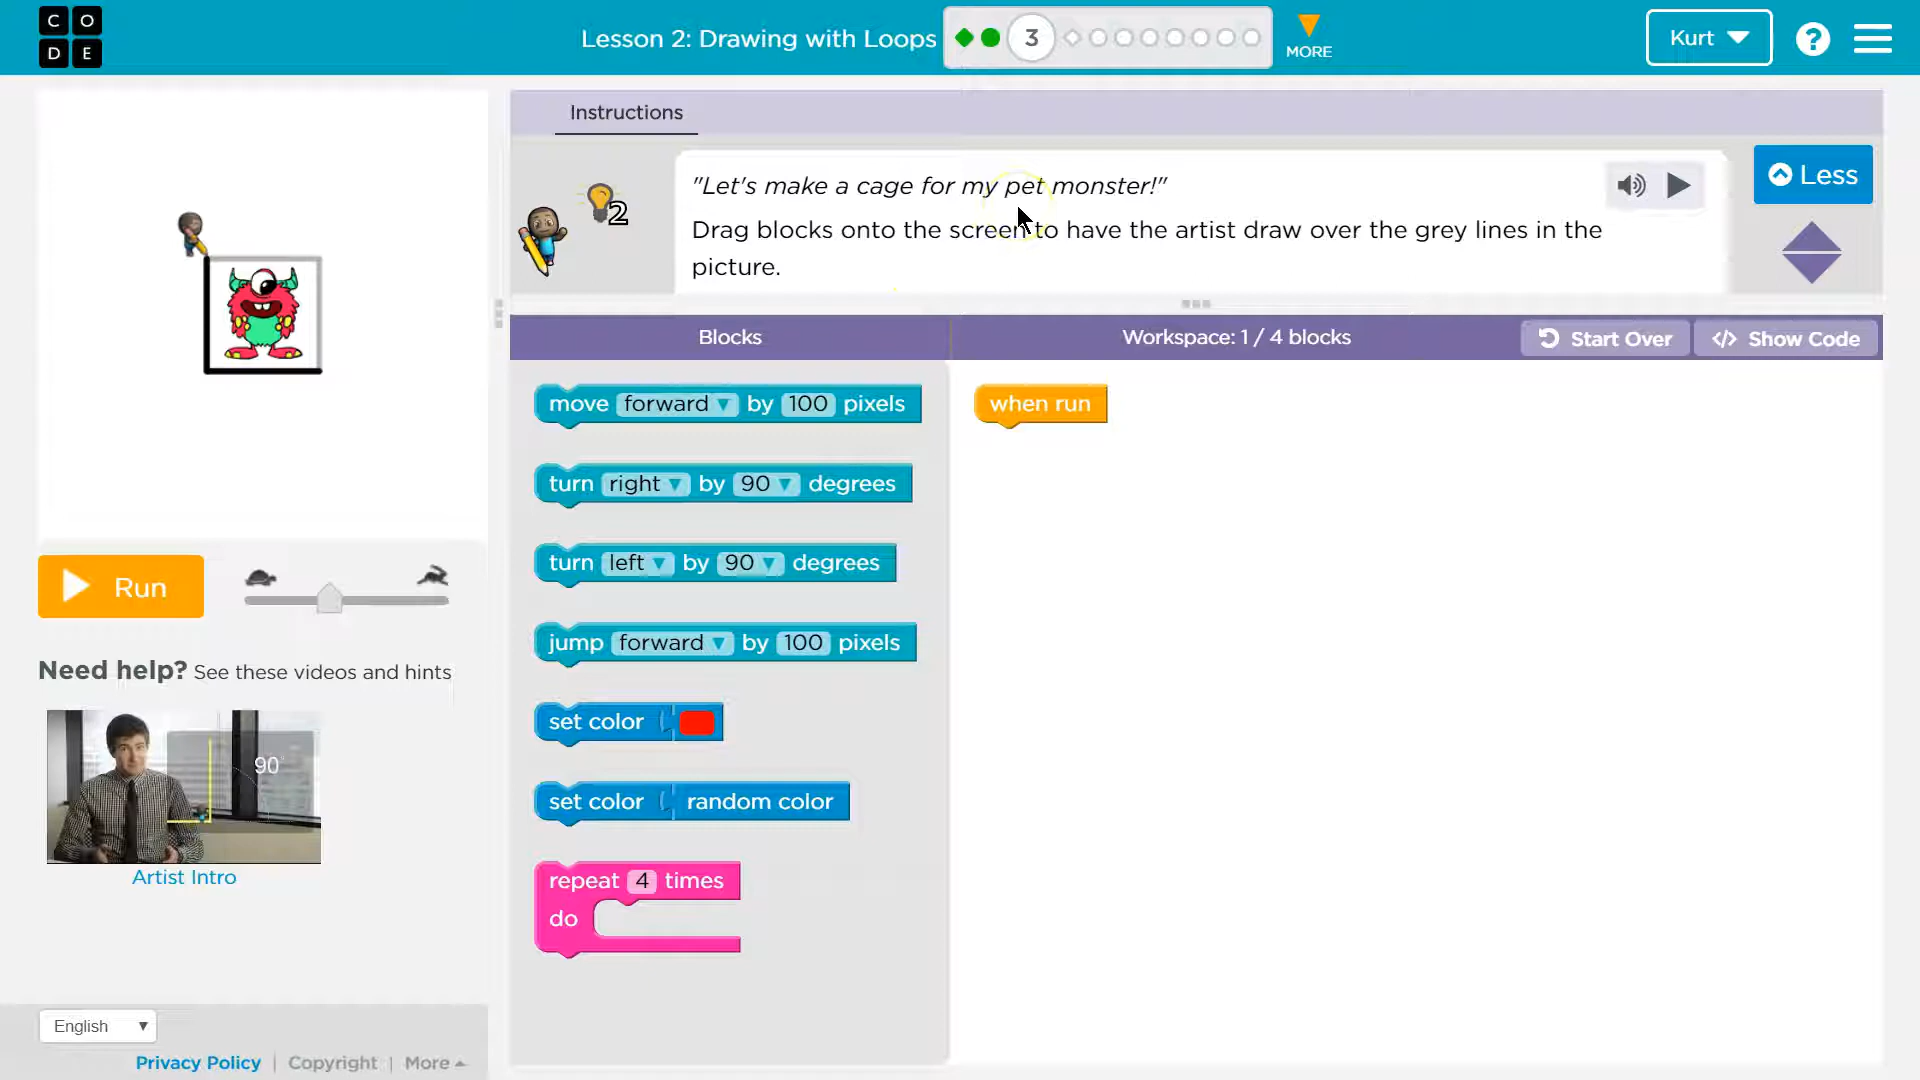 C O
D E
Lesson 2: Drawing with Loops
3
MORE
Kurt
?
Instructions
2
"Let's make a cage for my pet monster!"
Drag blocks onto the screen to have the artist draw over the grey lines in the
picture.
Less
Blocks
Workspace: 1 / 4 blocks
Start Over
</> Show Code
move forward by 100 pixels
when run
turn right by 90 degrees
turn left by 90 degrees
jump forward by 100 pixels
set color
set color random color
repeat 4 times
do
Run
Need help? See these videos and hints
90
Artist Intro
English
Privacy Policy | Copyright | More